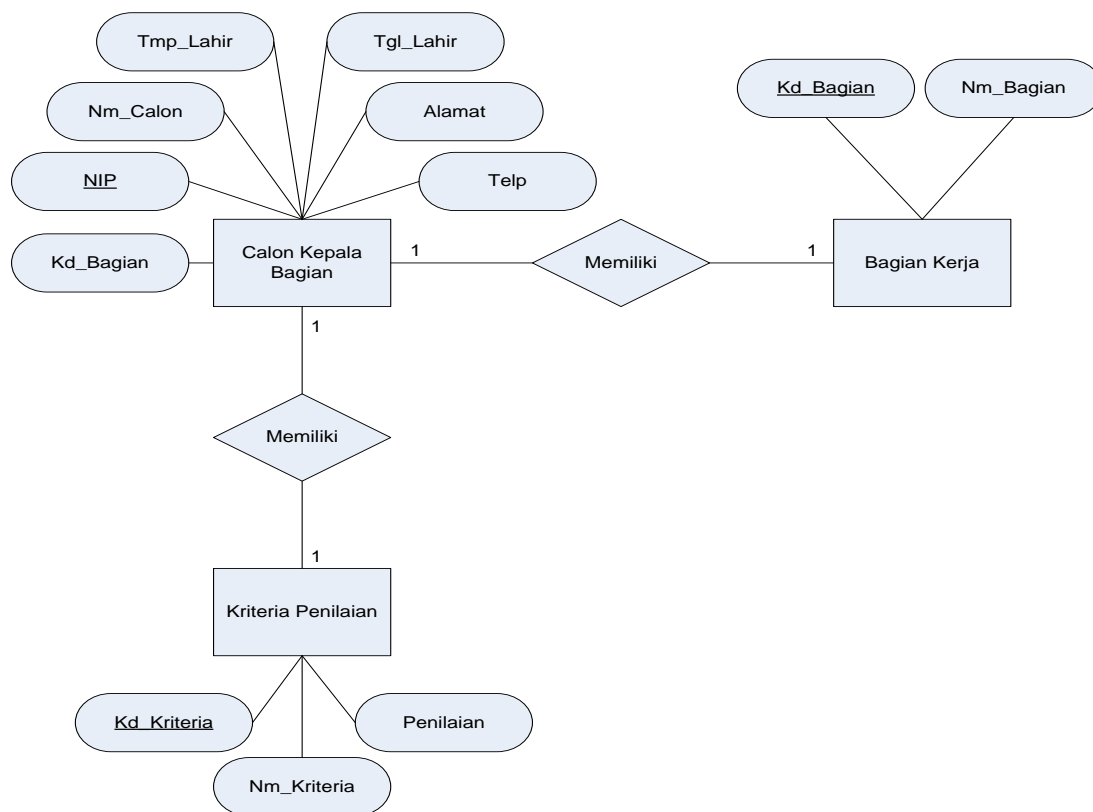 Tmp_Lahir
Tgl_Lahir
Kd_Bagian
Nm_Bagian
Nm_Calon
Alamat
NIP
Telp
Kd_Bagian
Calon Kepala
Bagian
1
Memiliki
1
Bagian Kerja
1
Memiliki
1
Kriteria Penilaian
Kd_Kriteria
Penilaian
Nm_Kriteria